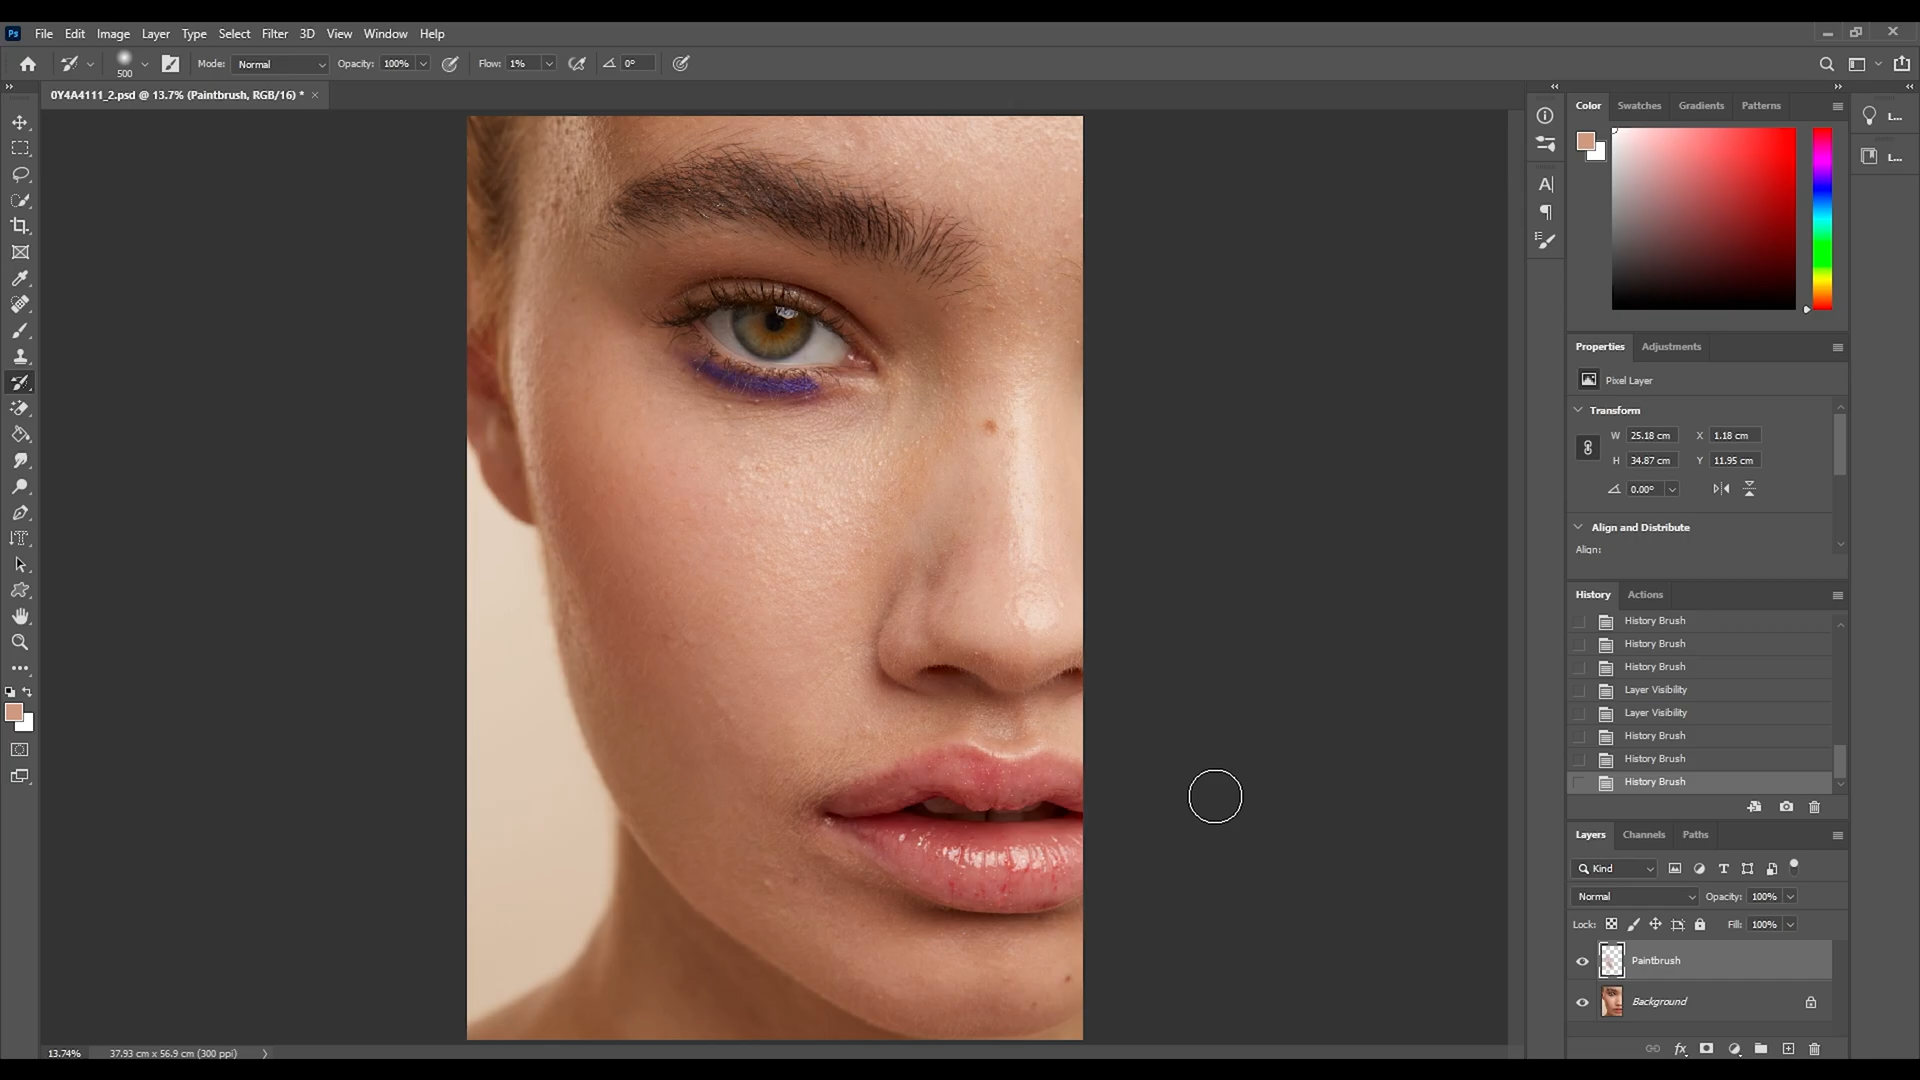 Ps File Edit Image Layer Type Select Filter 3D View Window Help
500 Mode: Normal Opacity: 100% Flow: 1% 0°
0Y4A4111_2.psd @ 13.7% (Paintbrush, RGB/16) * ×
Color Swatches Gradients Patterns
L...
L...
Properties Adjustments
Pixel Layer
Transform
W 25.18 cm X 1.18 cm
H 34.87 cm Y 11.95 cm
0.00°
Align and Distribute
Align:
History Actions
History Brush
History Brush
History Brush
Layer Visibility
Layer Visibility
History Brush
History Brush
History Brush
Layers Channels Paths
Kind
Normal Opacity: 100%
Lock: Fill: 100%
Paintbrush
Background
fx
13.74% 37.93 cm x 56.9 cm (300 ppi)